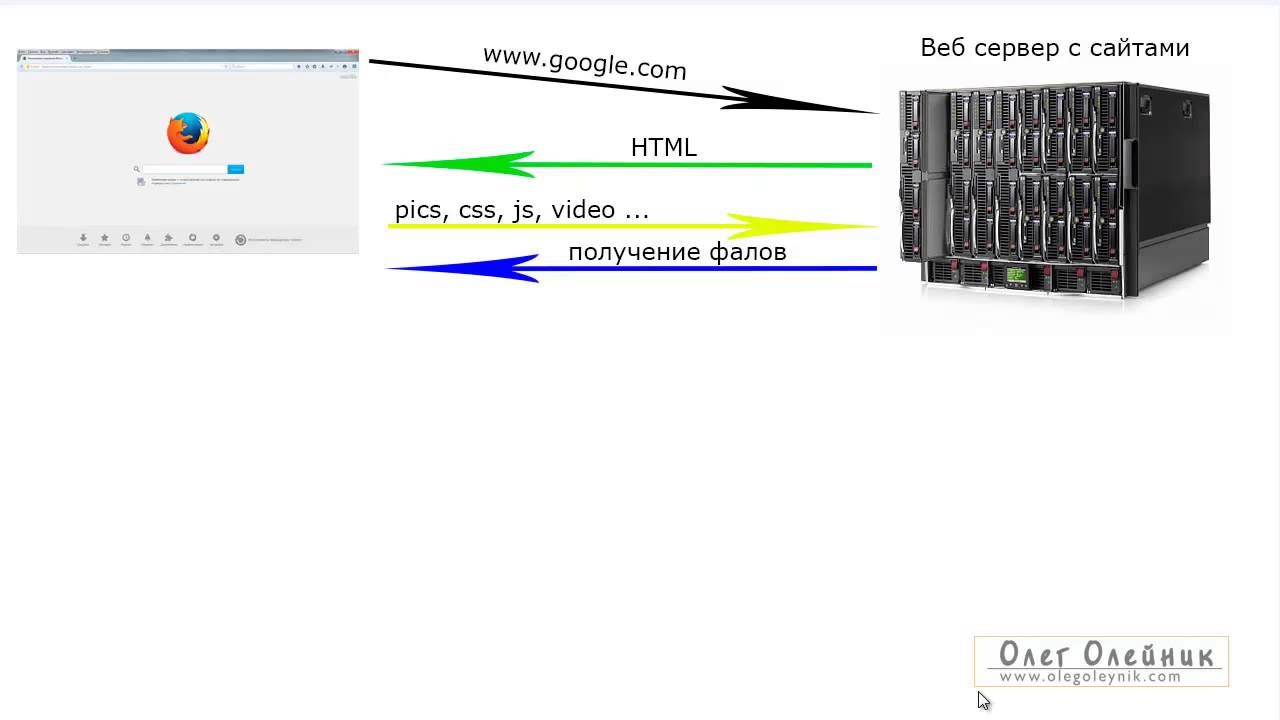 www.google.com
Веб сервер с сайтами
HTML
pics, css, js, video ...
получение фалов
Олег Олейник
www.olegoleynik.com